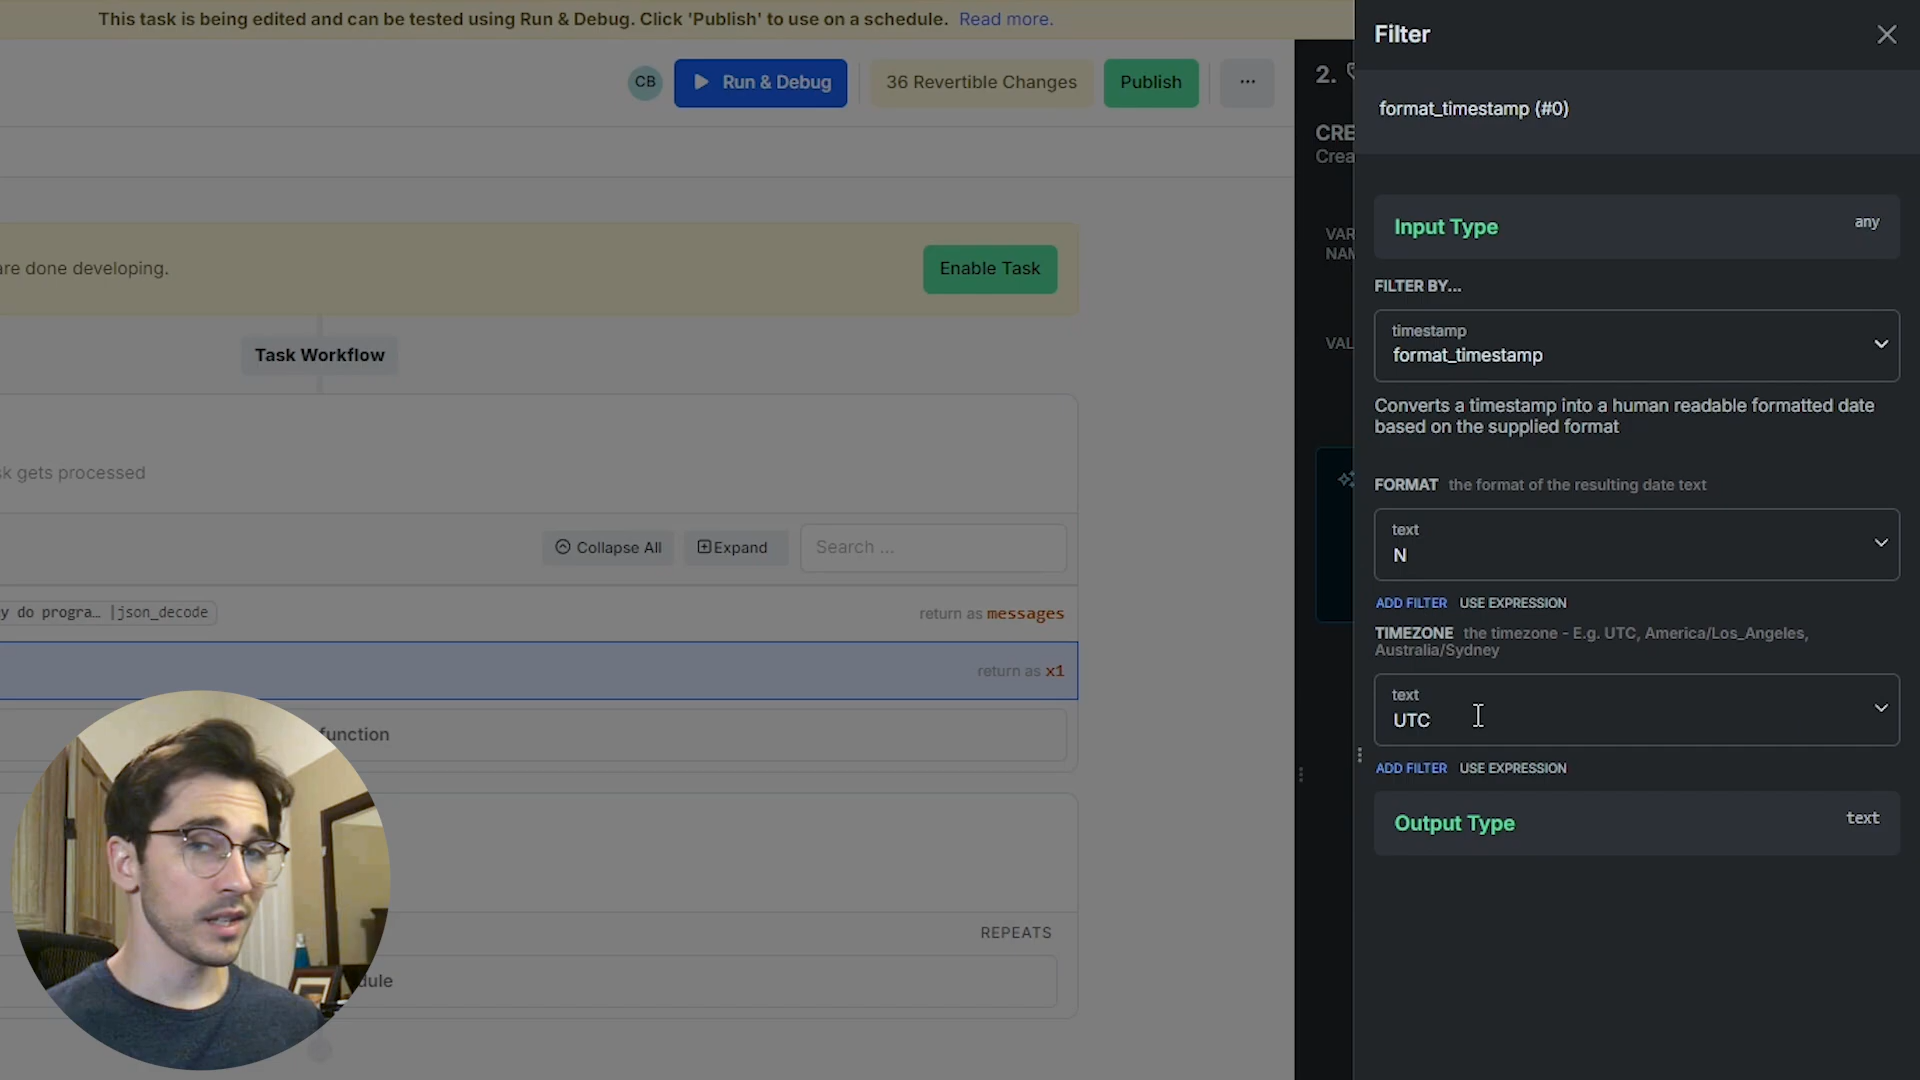 This task is being edited and can be tested using Run & Debug. Click 'Publish' to use on a schedule. Read more.
CB
Run & Debug
36 Revertible Changes
Publish
...
are done developing.
Enable Task
Task Workflow
sk gets processed
Collapse All
Expand
Search ...
y do progra… |json_decode
return as messages
return as x1
function
REPEATS
dule
2.
CRE
Crea
VAR
NAM
VAL
Filter
format_timestamp (#0)
Input Type
any
FILTER BY...
timestamp
format_timestamp
Converts a timestamp into a human readable formatted date
based on the supplied format
FORMAT the format of the resulting date text
text
N
ADD FILTER USE EXPRESSION
TIMEZONE the timezone - E.g. UTC, America/Los_Angeles,
Australia/Sydney
text
UTC
ADD FILTER USE EXPRESSION
Output Type
text